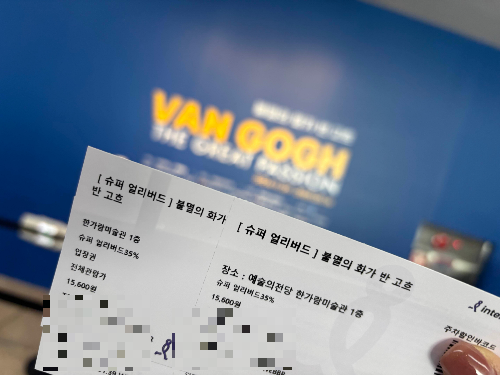 VAN GOGH
THE GREAT PASSION
[ 슈퍼 얼리버드 ] 불멸의 화가
반 고흐
한가람미술관 1층
슈퍼 얼리버드35%
입장권
전체관람가
15,600원
[ 슈퍼 얼리버드 ] 불멸의 화가 반 고흐
장소 : 예술의전당 한가람미술관 1층
슈퍼 얼리버드35%
15,600원
주차할인바코드